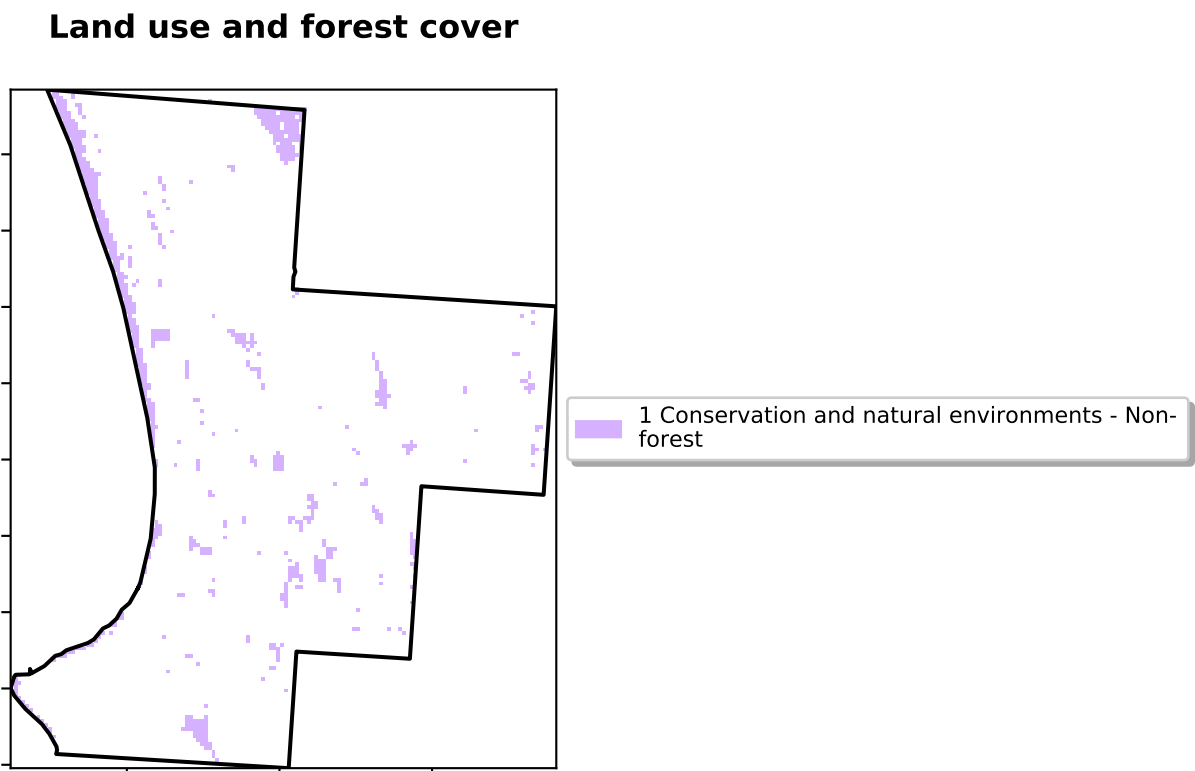 Land use and forest cover
1 Conservation and natural environments - Non-
forest